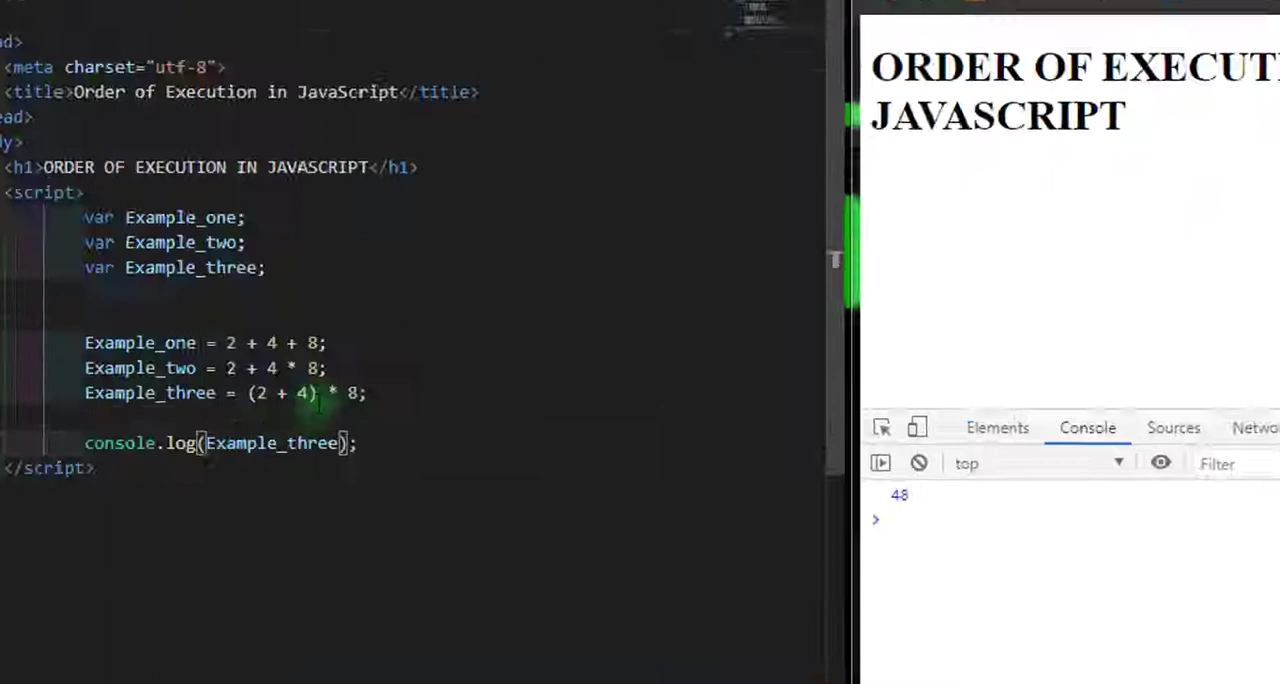 ad>
<meta charset="utf-8">
<title>Order of Execution in JavaScript</title>
ead>
dy>
<h1>ORDER OF EXECUTION IN JAVASCRIPT</h1>
<script>
var Example_one;
var Example_two;
var Example_three;
Example_one = 2 + 4 + 8;
Example_two = 2 + 4 * 8;
Example_three = (2 + 4) * 8;
console.log(Example_three);
</script>
ORDER OF EXECUTI
JAVASCRIPT
Elements Console Sources Netwo
top Filter
48
>